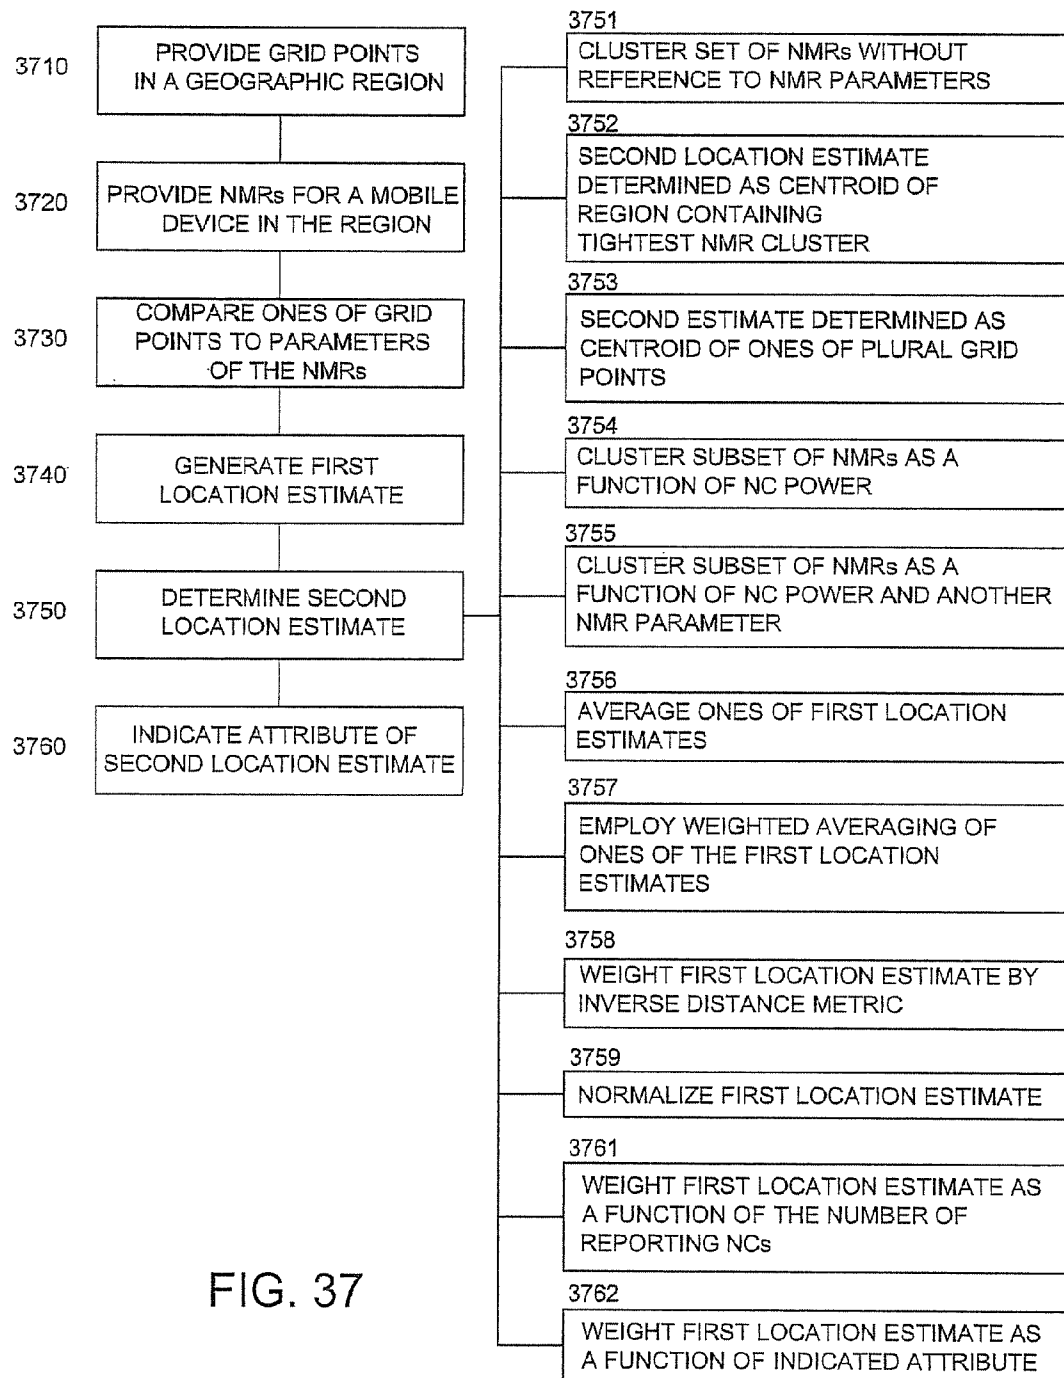 3710
PROVIDE GRID POINTS
IN A GEOGRAPHIC REGION
3720
PROVIDE NMRs FOR A MOBILE
DEVICE IN THE REGION
3730
COMPARE ONES OF GRID
POINTS TO PARAMETERS
OF THE NMRs
3740
GENERATE FIRST
LOCATION ESTIMATE
3750
DETERMINE SECOND
LOCATION ESTIMATE
3760
INDICATE ATTRIBUTE OF
SECOND LOCATION ESTIMATE
3751
CLUSTER SET OF NMRs WITHOUT
REFERENCE TO NMR PARAMETERS
3752
SECOND LOCATION ESTIMATE
DETERMINED AS CENTROID OF
REGION CONTAINING
TIGHTEST NMR CLUSTER
3753
SECOND ESTIMATE DETERMINED AS
CENTROID OF ONES OF PLURAL GRID
POINTS
3754
CLUSTER SUBSET OF NMRs AS A
FUNCTION OF NC POWER
3755
CLUSTER SUBSET OF NMRs AS A
FUNCTION OF NC POWER AND ANOTHER
NMR PARAMETER
3756
AVERAGE ONES OF FIRST LOCATION
ESTIMATES
3757
EMPLOY WEIGHTED AVERAGING OF
ONES OF THE FIRST LOCATION
ESTIMATES
3758
WEIGHT FIRST LOCATION ESTIMATE BY
INVERSE DISTANCE METRIC
3759
NORMALIZE FIRST LOCATION ESTIMATE
3761
WEIGHT FIRST LOCATION ESTIMATE AS
A FUNCTION OF THE NUMBER OF
REPORTING NCs
3762
WEIGHT FIRST LOCATION ESTIMATE AS
A FUNCTION OF INDICATED ATTRIBUTE
FIG. 37